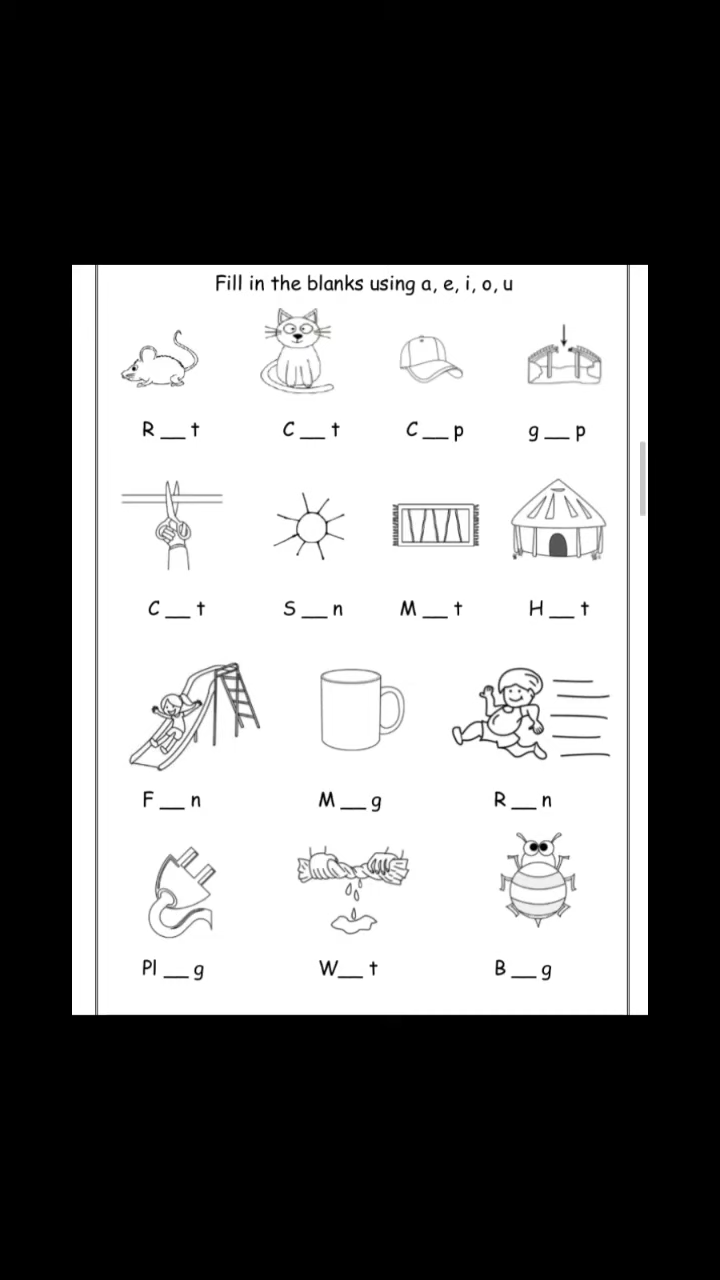 Fill in the blanks using a, e, i, o, u
R __ t C __ t C __ p g __ p
C __ t S __ n M __ t H __ t
F __ n M __ g R __ n
Pl __ g W__ t B __ g